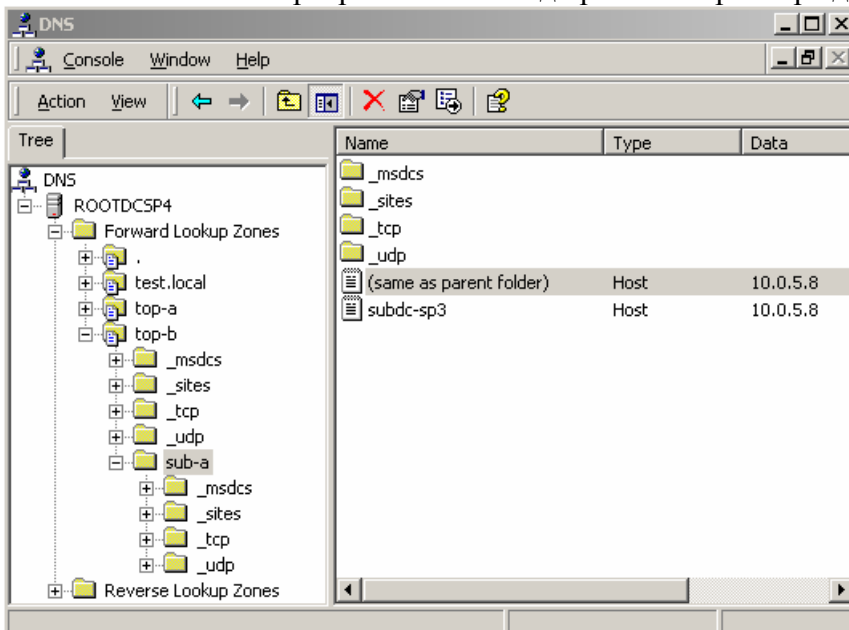 DNS
Console Window Help
Action View
Tree
Name Type Data
DNS
ROOTDCSP4
Forward Lookup Zones
.
test.local
top-a
top-b
_msdcs
_sites
_tcp
_udp
sub-a
_msdcs
_sites
_tcp
_udp
Reverse Lookup Zones
_msdcs
_sites
_tcp
_udp
(same as parent folder) Host 10.0.5.8
subdc-sp3 Host 10.0.5.8